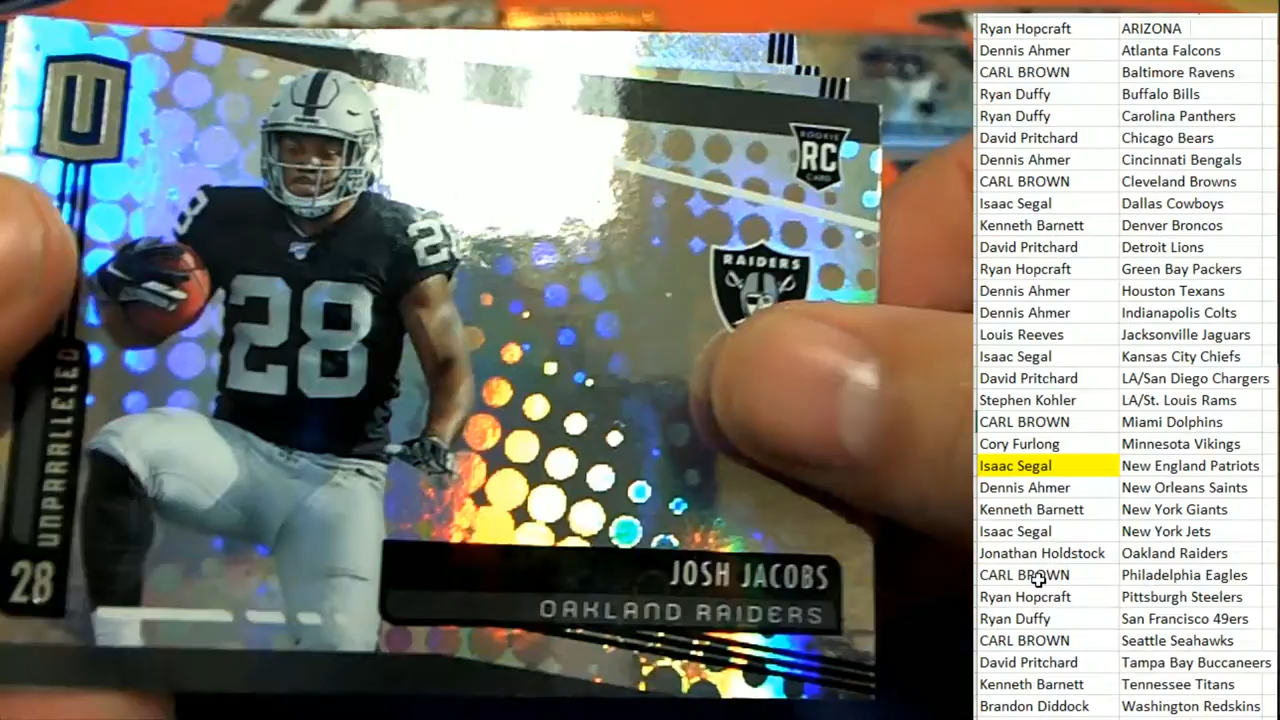 U
ROOKIE
RC
CARD
28
28
RAIDERS
28
UNPARALLELED
28
JOSH JACOBS
OAKLAND RAIDERS
Ryan Hopcraft ARIZONA
Dennis Ahmer Atlanta Falcons
CARL BROWN Baltimore Ravens
Ryan Duffy Buffalo Bills
Ryan Duffy Carolina Panthers
David Pritchard Chicago Bears
Dennis Ahmer Cincinnati Bengals
CARL BROWN Cleveland Browns
Isaac Segal Dallas Cowboys
Kenneth Barnett Denver Broncos
David Pritchard Detroit Lions
Ryan Hopcraft Green Bay Packers
Dennis Ahmer Houston Texans
Dennis Ahmer Indianapolis Colts
Louis Reeves Jacksonville Jaguars
Isaac Segal Kansas City Chiefs
David Pritchard LA/San Diego Chargers
Stephen Kohler LA/St. Louis Rams
CARL BROWN Miami Dolphins
Cory Furlong Minnesota Vikings
Isaac Segal New England Patriots
Dennis Ahmer New Orleans Saints
Kenneth Barnett New York Giants
Isaac Segal New York Jets
Jonathan Holdstock Oakland Raiders
CARL BROWN Philadelphia Eagles
Ryan Hopcraft Pittsburgh Steelers
Ryan Duffy San Francisco 49ers
CARL BROWN Seattle Seahawks
David Pritchard Tampa Bay Buccaneers
Kenneth Barnett Tennessee Titans
Brandon Diddock Washington Redskins